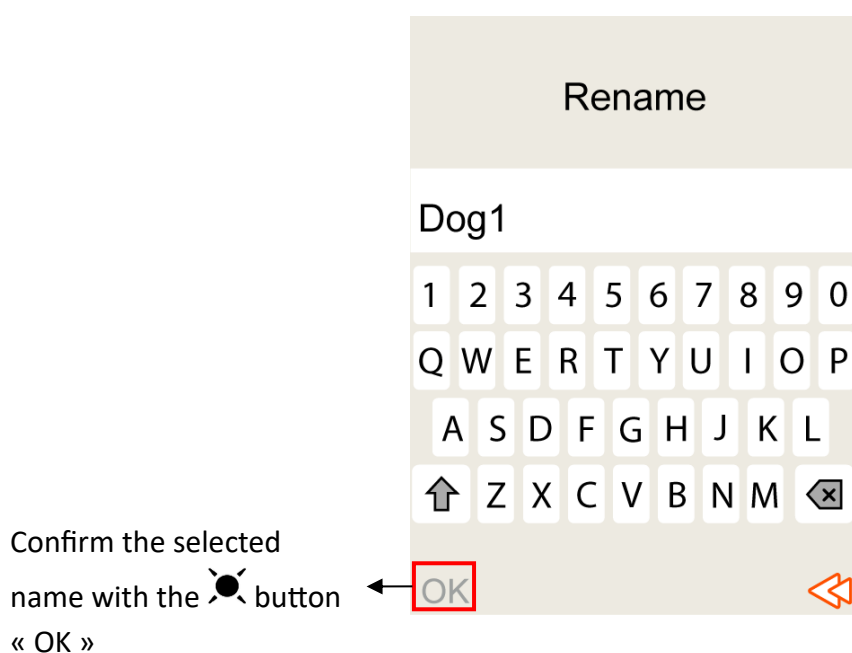 Rename
Dog1
1 2 3 4 5 6 7 8 9 0
Q W E R T Y U I O P
A S D F G H J K L
Z X C V B N M
OK
Confirm the selected
name with the button
« OK »